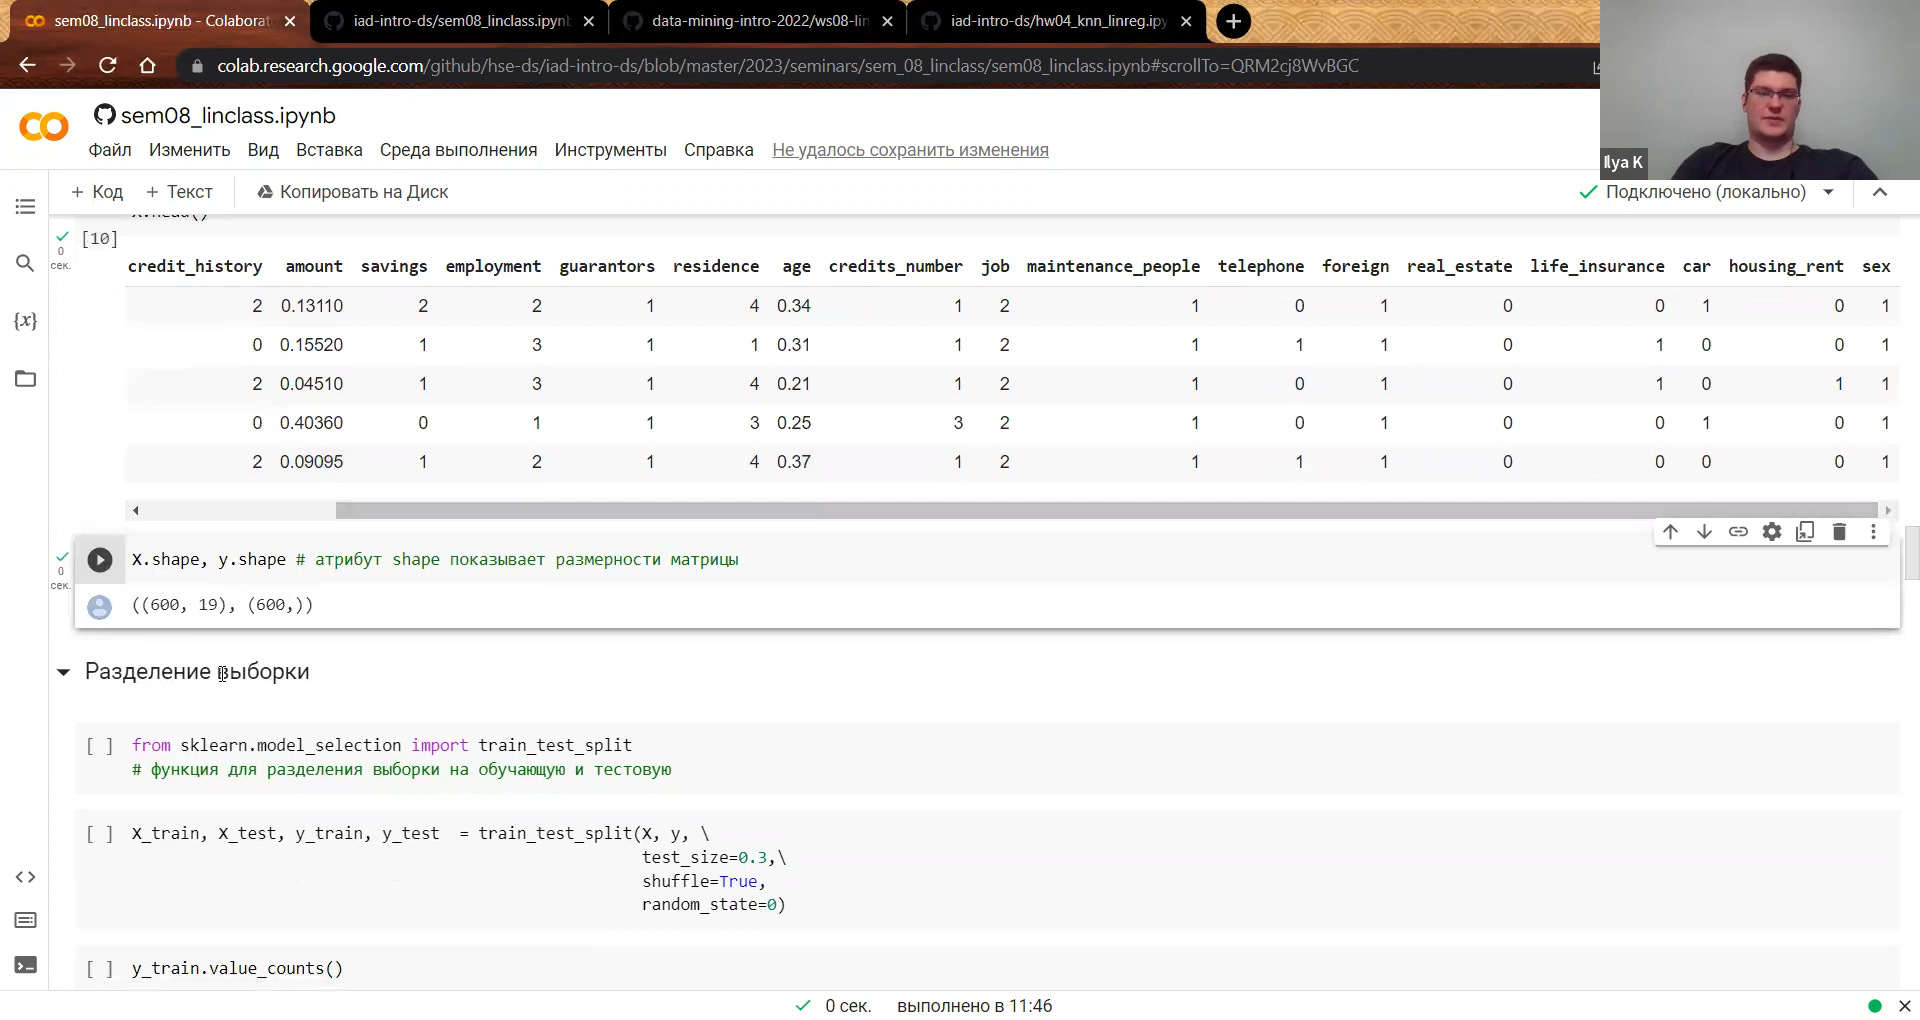 sem08_linclass.ipynb - Colaborat
iad-intro-ds/sem08_linclass.ipynb
data-mining-intro-2022/ws08-lin
iad-intro-ds/hw04_knn_linreg.ipy
colab.research.google.com/github/hse-ds/iad-intro-ds/blob/master/2023/seminars/sem_08_linclass/sem08_linclass.ipynb#scrollTo=QRM2cj8WvBGC
sem08_linclass.ipynb
Файл Изменить Вид Вставка Среда выполнения Инструменты Справка Не удалось сохранить изменения
Ilya K
+ Код + Текст Копировать на Диск Подключено (локально)
X.head()
[10]
0
сек.
credit_history amount savings employment guarantors residence age credits_number job maintenance_people telephone foreign real_estate life_insurance car housing_rent sex
2 0.13110 2 2 1 4 0.34 1 2 1 0 1 0 0 1 0 1
0 0.15520 1 3 1 1 0.31 1 2 1 1 1 0 1 0 0 1
2 0.04510 1 3 1 4 0.21 1 2 1 0 1 0 1 0 1 1
0 0.40360 0 1 1 3 0.25 3 2 1 0 1 0 0 1 0 1
2 0.09095 1 2 1 4 0.37 1 2 1 1 1 0 0 0 0 1
0
сек.
X.shape, y.shape # атрибут shape показывает размерности матрицы
((600, 19), (600,))
Разделение выборки
[ ] from sklearn.model_selection import train_test_split
# функция для разделения выборки на обучающую и тестовую
[ ] X_train, X_test, y_train, y_test = train_test_split(X, y, \
test_size=0.3,\
shuffle=True,
random_state=0)
[ ] y_train.value_counts()
0 сек. выполнено в 11:46